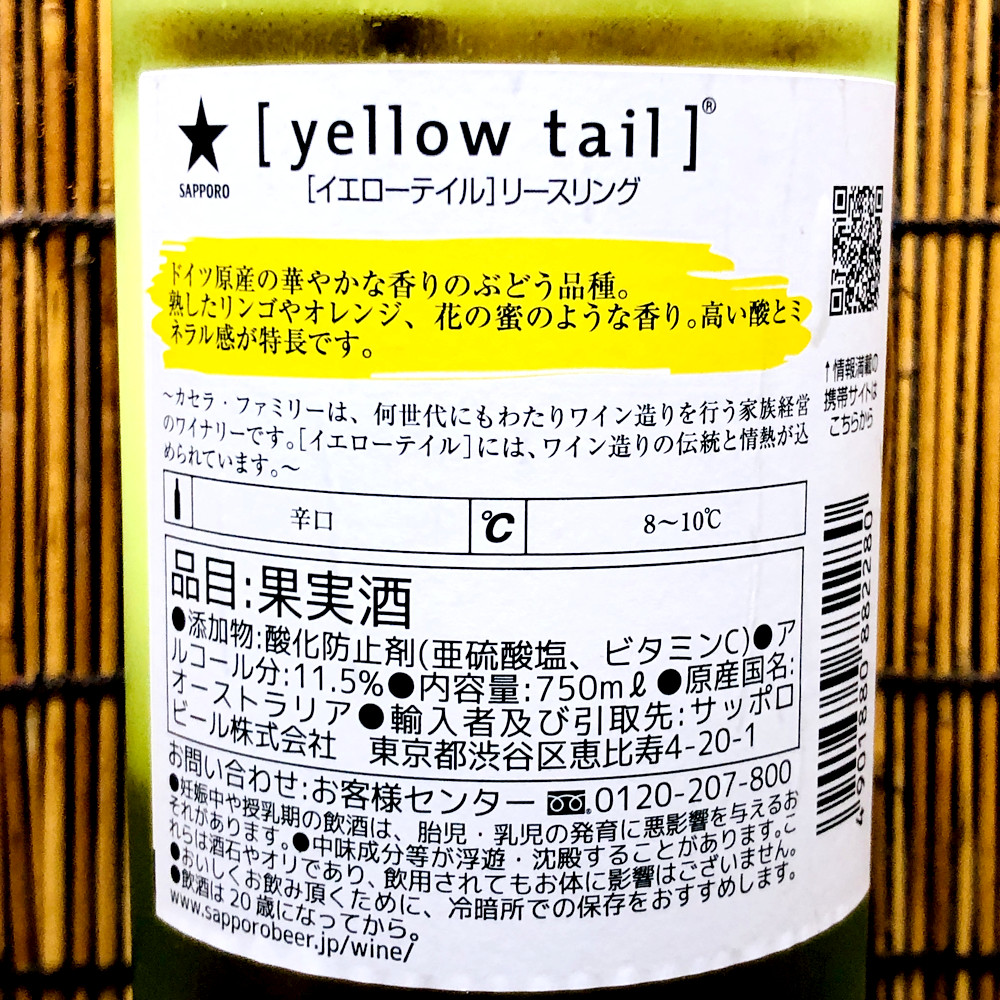 [ yellow tail ]®
SAPPORO
[イエローテイル]リースリング
ドイツ原産の華やかな香りのぶどう品種。
熟したリンゴやオレンジ、花の蜜のような香り。高い酸とミ
ネラル感が特長です。
~カセラ・ファミリーは、何世代にもわたりワイン造りを行う家族経営
のワイナリーです。[イエローテイル]には、ワイン造りの伝統と情熱が込
められています。~
辛口
℃
8~10℃
品目:果実酒
●添加物:酸化防止剤(亜硫酸塩、ビタミンC)●ア
ルコール分:11.5%●内容量:750mℓ●原産国名:
オーストラリア●輸入者及び引取先:サッポロ
ビール株式会社 東京都渋谷区恵比寿4-20-1
お問い合わせ:お客様センター 0120-207-800
●妊娠中や授乳期の飲酒は、胎児・乳児の発育に悪影響を与えるお
それがあります。●中味成分等が浮遊・沈殿することがあります。こ
れらは酒石やオリであり、飲用されてもお体に影響はございません。
●おいしくお飲み頂くために、冷暗所での保存をおすすめします。
●飲酒は20歳になってから。
www.sapporobeer.jp/wine/
↑情報満載の
携帯サイトは
こちらから
4901880882280